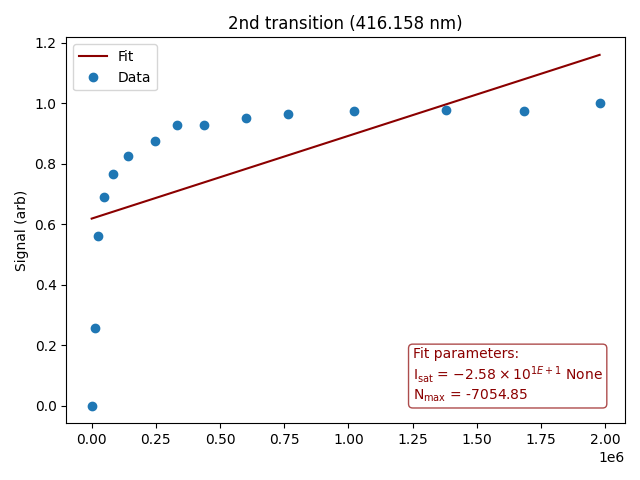 2nd transition (416.158 nm)
Fit
Data
Signal (arb)
1.2
1.0
0.8
0.6
0.4
0.2
0.0
Fit parameters:
I_sat = −2.58 × 10^{1E+1} None
N_max = -7054.85
0.00 0.25 0.50 0.75 1.00 1.25 1.50 1.75 2.00
1e6